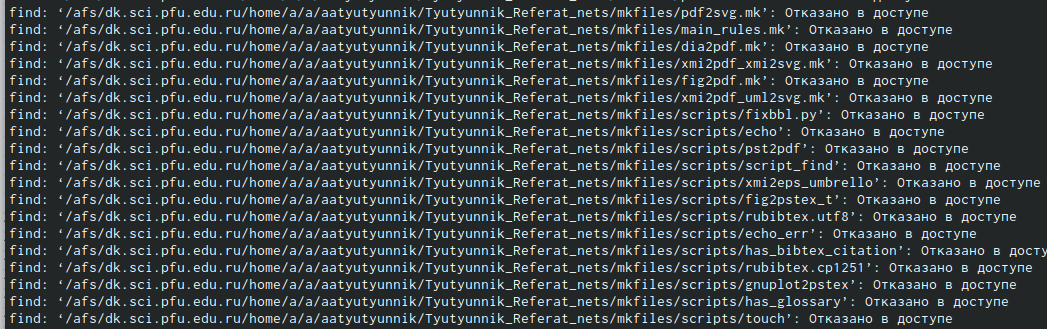 find: ‘/afs/dk.sci.pfu.edu.ru/home/a/a/aatyutyunnik/Tyutyunnik_Referat_nets/mkfiles/pdf2svg.mk’: Отказано в доступе
find: ‘/afs/dk.sci.pfu.edu.ru/home/a/a/aatyutyunnik/Tyutyunnik_Referat_nets/mkfiles/main_rules.mk’: Отказано в доступе
find: ‘/afs/dk.sci.pfu.edu.ru/home/a/a/aatyutyunnik/Tyutyunnik_Referat_nets/mkfiles/dia2pdf.mk’: Отказано в доступе
find: ‘/afs/dk.sci.pfu.edu.ru/home/a/a/aatyutyunnik/Tyutyunnik_Referat_nets/mkfiles/xmi2pdf_xmi2svg.mk’: Отказано в доступе
find: ‘/afs/dk.sci.pfu.edu.ru/home/a/a/aatyutyunnik/Tyutyunnik_Referat_nets/mkfiles/fig2pdf.mk’: Отказано в доступе
find: ‘/afs/dk.sci.pfu.edu.ru/home/a/a/aatyutyunnik/Tyutyunnik_Referat_nets/mkfiles/xmi2pdf_uml2svg.mk’: Отказано в доступе
find: ‘/afs/dk.sci.pfu.edu.ru/home/a/a/aatyutyunnik/Tyutyunnik_Referat_nets/mkfiles/scripts/fixbbl.py’: Отказано в доступе
find: ‘/afs/dk.sci.pfu.edu.ru/home/a/a/aatyutyunnik/Tyutyunnik_Referat_nets/mkfiles/scripts/echo’: Отказано в доступе
find: ‘/afs/dk.sci.pfu.edu.ru/home/a/a/aatyutyunnik/Tyutyunnik_Referat_nets/mkfiles/scripts/pst2pdf’: Отказано в доступе
find: ‘/afs/dk.sci.pfu.edu.ru/home/a/a/aatyutyunnik/Tyutyunnik_Referat_nets/mkfiles/scripts/script_find’: Отказано в доступе
find: ‘/afs/dk.sci.pfu.edu.ru/home/a/a/aatyutyunnik/Tyutyunnik_Referat_nets/mkfiles/scripts/xmi2eps_umbrello’: Отказано в доступе
find: ‘/afs/dk.sci.pfu.edu.ru/home/a/a/aatyutyunnik/Tyutyunnik_Referat_nets/mkfiles/scripts/fig2pstex_t’: Отказано в доступе
find: ‘/afs/dk.sci.pfu.edu.ru/home/a/a/aatyutyunnik/Tyutyunnik_Referat_nets/mkfiles/scripts/rubibtex.utf8’: Отказано в доступе
find: ‘/afs/dk.sci.pfu.edu.ru/home/a/a/aatyutyunnik/Tyutyunnik_Referat_nets/mkfiles/scripts/echo_err’: Отказано в доступе
find: ‘/afs/dk.sci.pfu.edu.ru/home/a/a/aatyutyunnik/Tyutyunnik_Referat_nets/mkfiles/scripts/has_bibtex_citation’: Отказано в досту
find: ‘/afs/dk.sci.pfu.edu.ru/home/a/a/aatyutyunnik/Tyutyunnik_Referat_nets/mkfiles/scripts/rubibtex.cp1251’: Отказано в доступе
find: ‘/afs/dk.sci.pfu.edu.ru/home/a/a/aatyutyunnik/Tyutyunnik_Referat_nets/mkfiles/scripts/gnuplot2pstex’: Отказано в доступе
find: ‘/afs/dk.sci.pfu.edu.ru/home/a/a/aatyutyunnik/Tyutyunnik_Referat_nets/mkfiles/scripts/has_glossary’: Отказано в доступе
find: ‘/afs/dk.sci.pfu.edu.ru/home/a/a/aatyutyunnik/Tyutyunnik_Referat_nets/mkfiles/scripts/touch’: Отказано в доступе